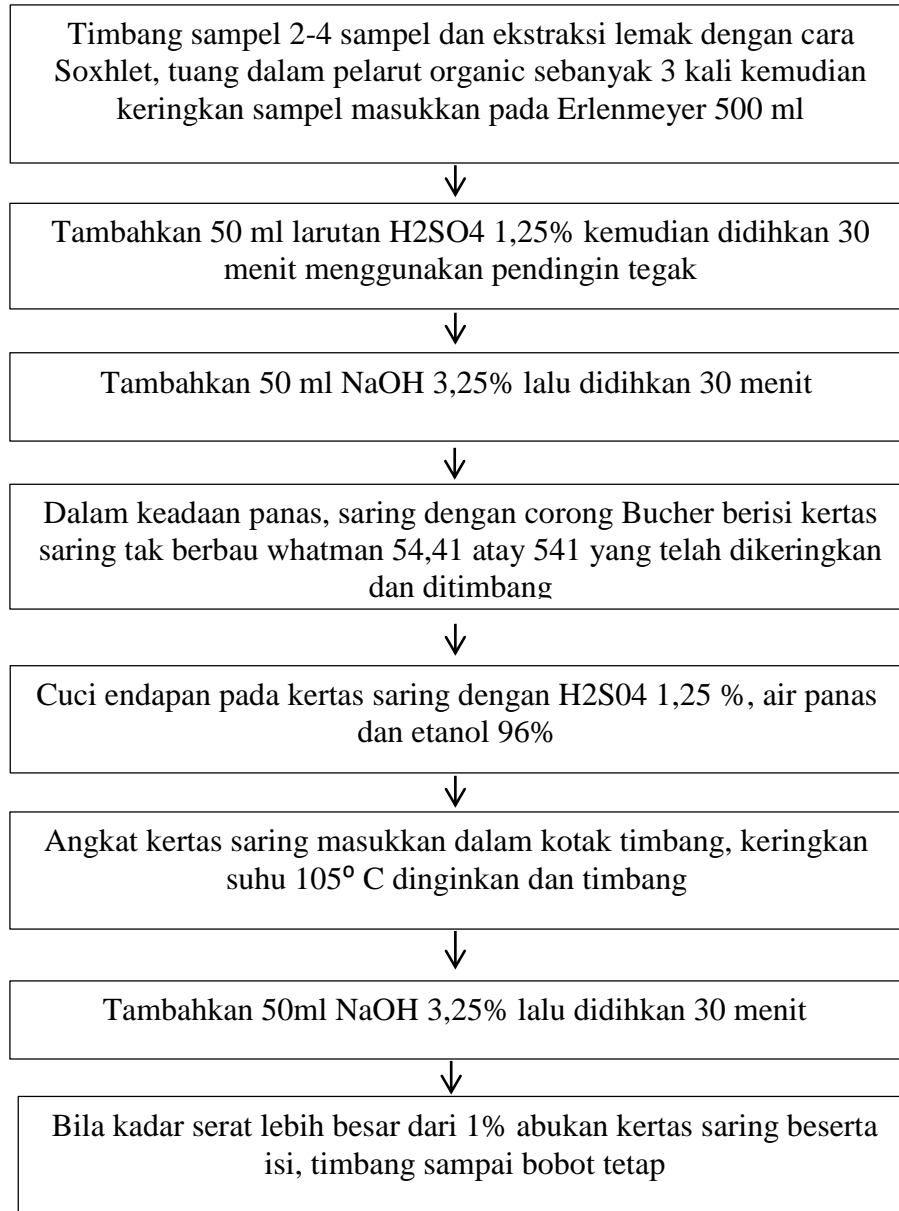 Timbang sampel 2-4 sampel dan ekstraksi lemak dengan cara
Soxhlet, tuang dalam pelarut organic sebanyak 3 kali kemudian
keringkan sampel masukkan pada Erlenmeyer 500 ml
Tambahkan 50 ml larutan H2SO4 1,25% kemudian didihkan 30
menit menggunakan pendingin tegak
Tambahkan 50 ml NaOH 3,25% lalu didihkan 30 menit
Dalam keadaan panas, saring dengan corong Bucher berisi kertas
saring tak berbau whatman 54,41 atay 541 yang telah dikeringkan
dan ditimbang
Cuci endapan pada kertas saring dengan H2S04 1,25 %, air panas
dan etanol 96%
Angkat kertas saring masukkan dalam kotak timbang, keringkan
suhu 105⁰ C dinginkan dan timbang
Tambahkan 50ml NaOH 3,25% lalu didihkan 30 menit
Bila kadar serat lebih besar dari 1% abukan kertas saring beserta
isi, timbang sampai bobot tetap